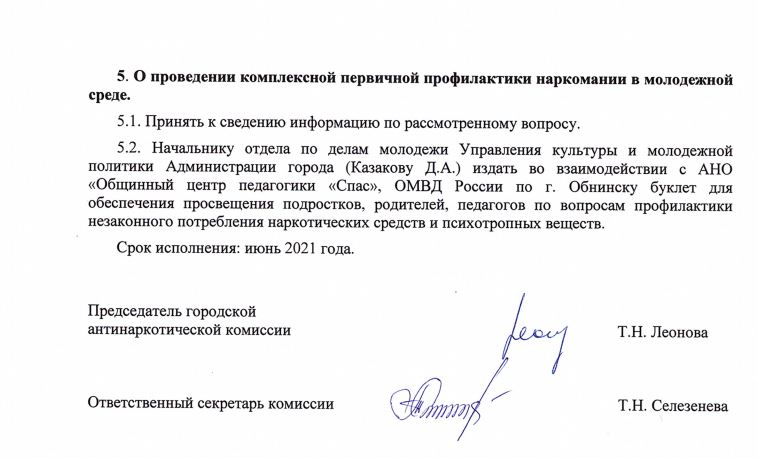 5. О проведении комплексной первичной профилактики наркомании в молодежной
среде.
5.1. Принять к сведению информацию по рассмотренному вопросу.
5.2. Начальнику отдела по делам молодежи Управления культуры и молодежной
политики Администрации города (Казакову Д.А.) издать во взаимодействии с АНО
«Общинный центр педагогики «Спас», ОМВД России по г. Обнинску буклет для
обеспечения просвещения подростков, родителей, педагогов по вопросам профилактики
незаконного потребления наркотических средств и психотропных веществ.
Срок исполнения: июнь 2021 года.
Председатель городской
антинаркотической комиссии Т.Н. Леонова
Ответственный секретарь комиссии Т.Н. Селезенева